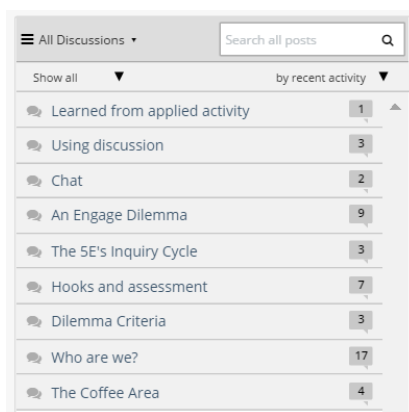 All Discussions
Search all posts
Show all by recent activity
Learned from applied activity 1
Using discussion 3
Chat 2
An Engage Dilemma 9
The 5E's Inquiry Cycle 3
Hooks and assessment 7
Dilemma Criteria 3
Who are we? 17
The Coffee Area 4